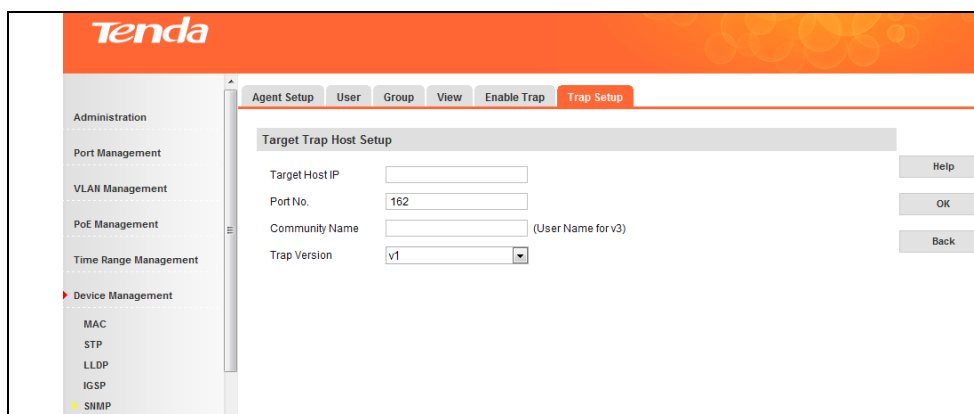 Tenda
Administration
Port Management
VLAN Management
PoE Management
Time Range Management
Device Management
MAC
STP
LLDP
IGSP
SNMP
Agent Setup User Group View Enable Trap Trap Setup
Target Trap Host Setup
Target Host IP
Port No. 162
Community Name (User Name for v3)
Trap Version v1
Help
OK
Back